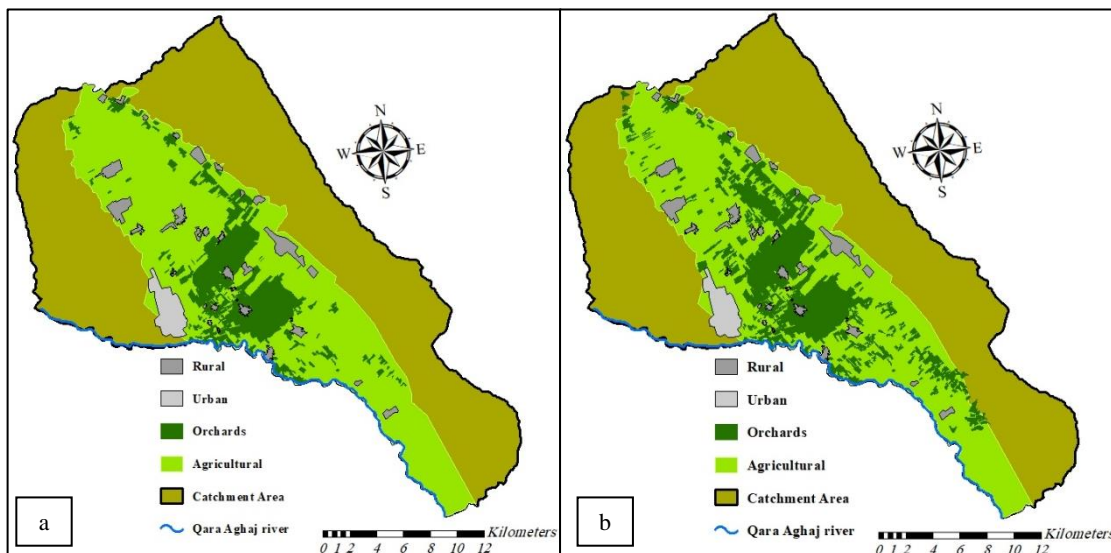 N
W E
S
Rural
Urban
Orchards
Agricultural
Catchment Area
Qara Aghaj river
Kilometers
0 1 2 4 6 8 10 12
a
N
W E
S
Rural
Urban
Orchards
Agricultural
Catchment Area
Qara Aghaj river
Kilometers
0 1 2 4 6 8 10 12
b